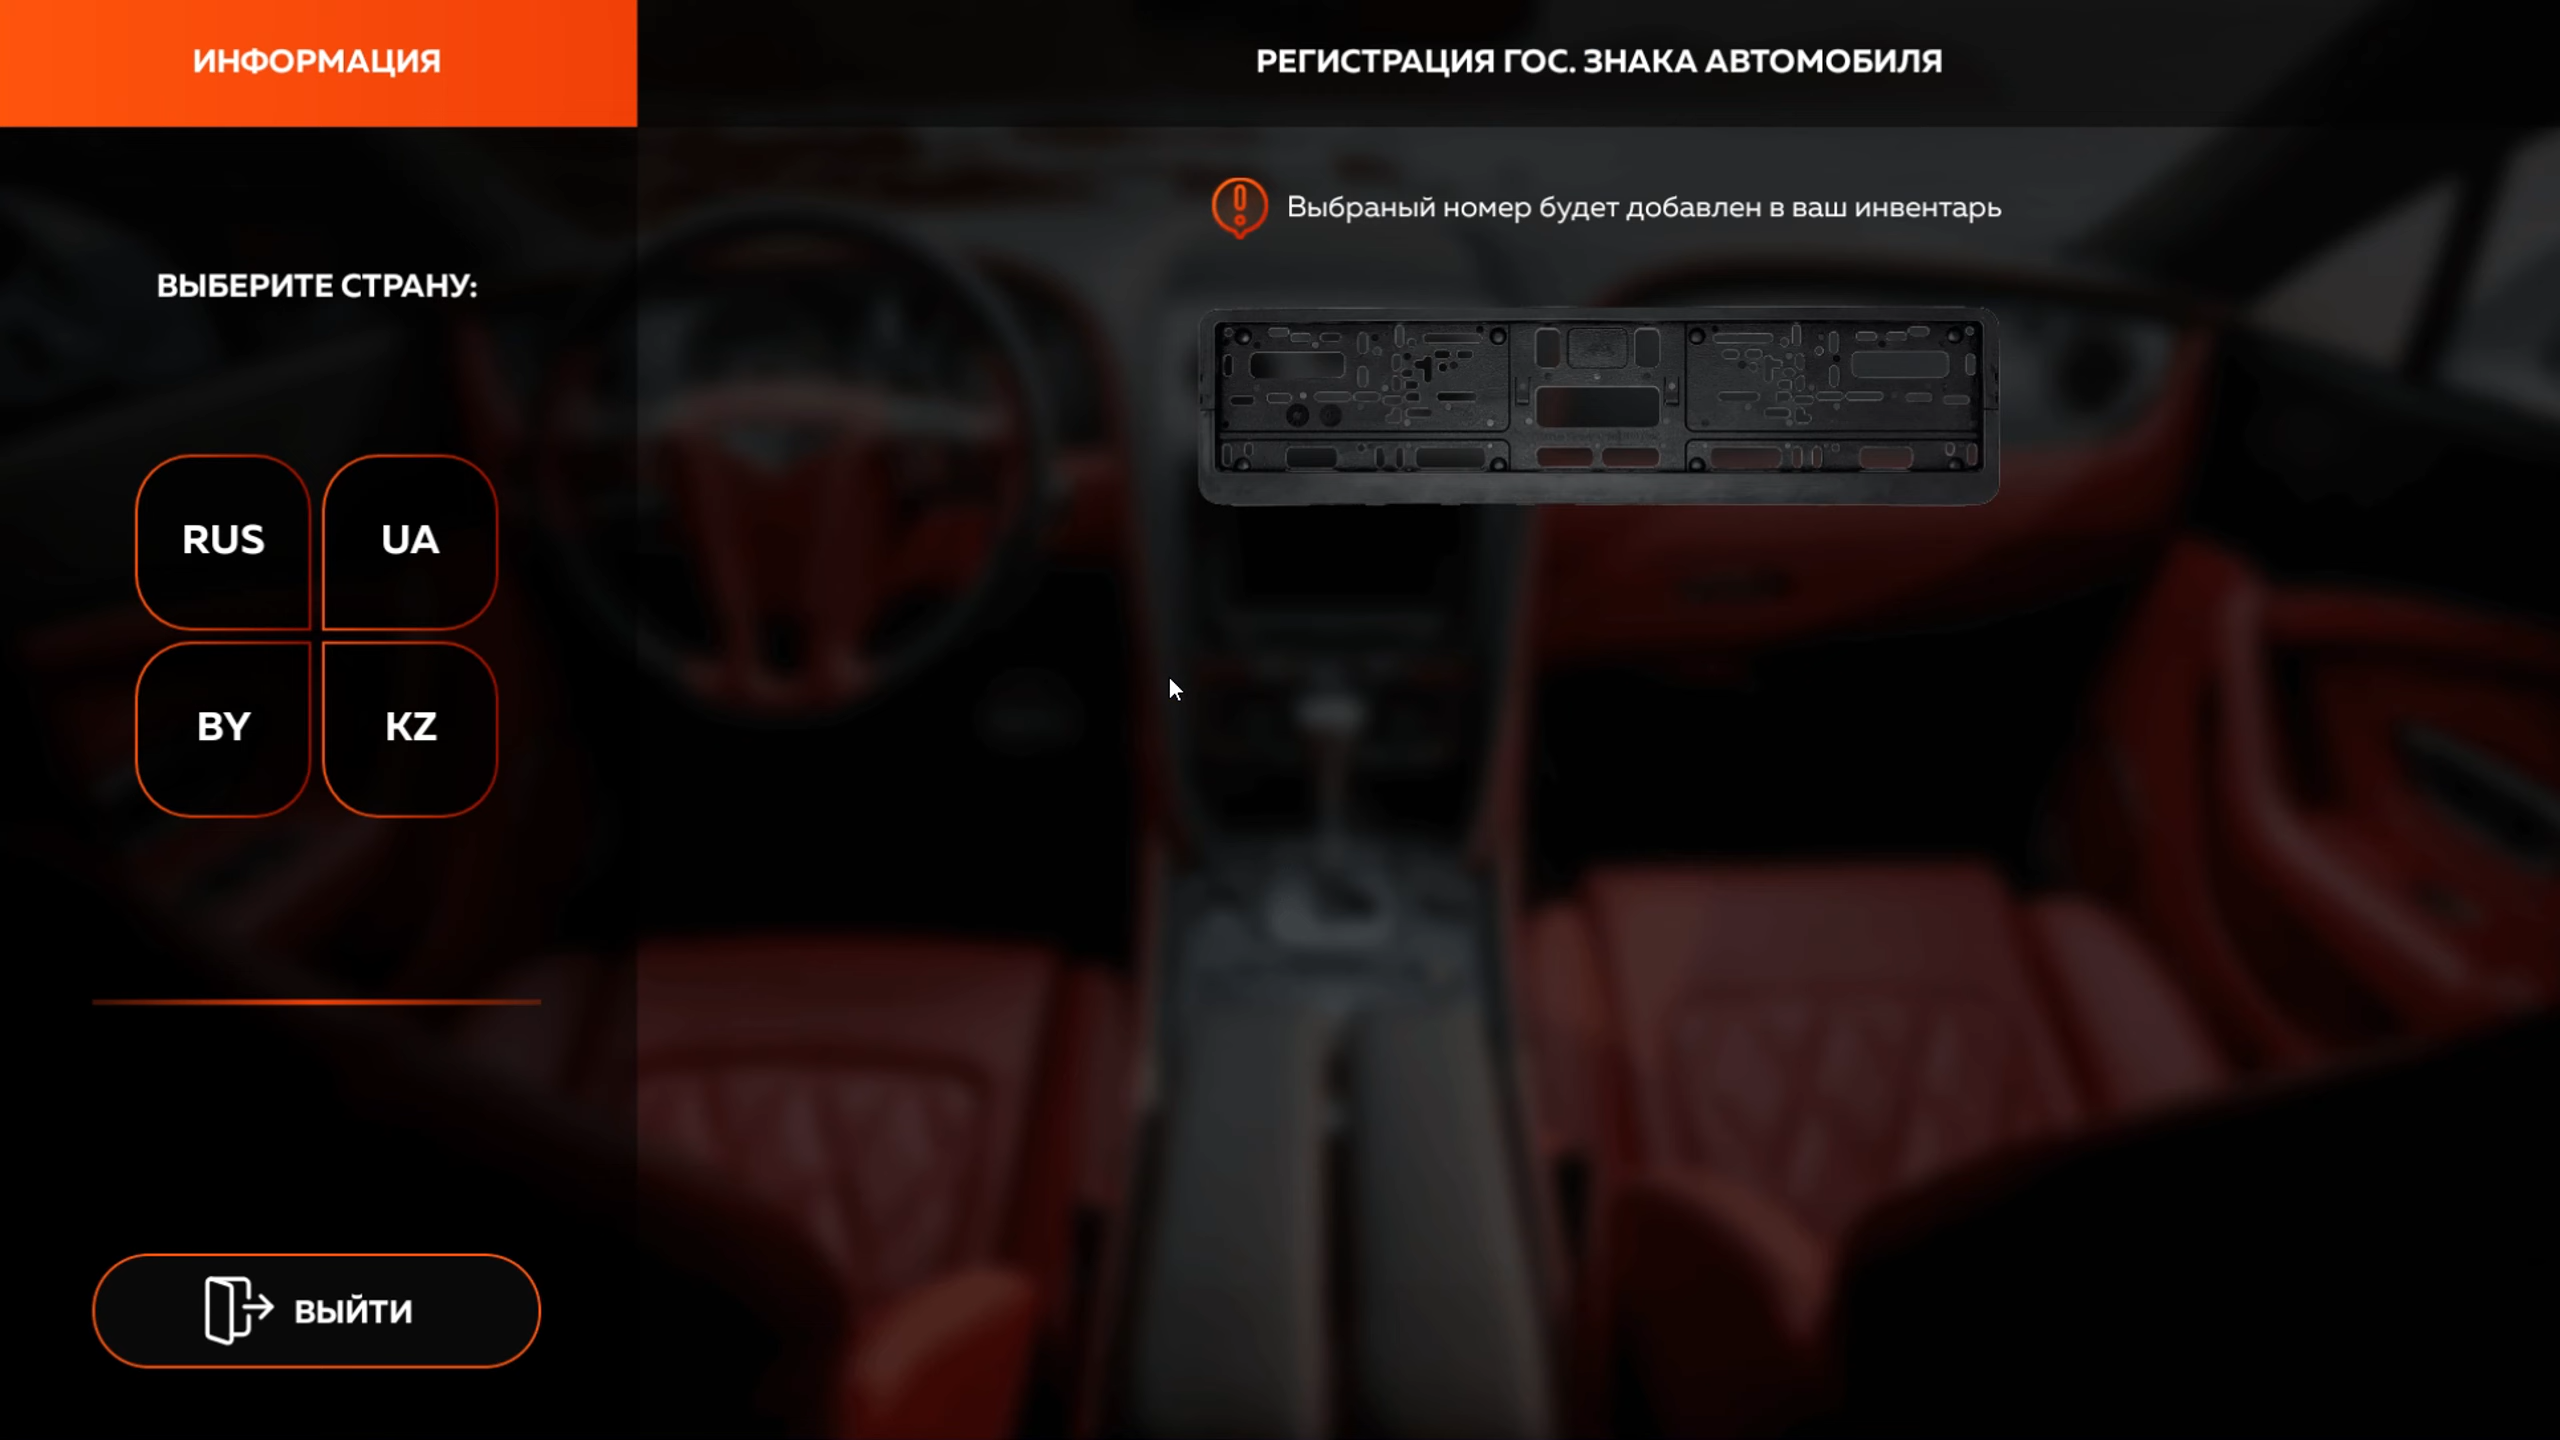 ИНФОРМАЦИЯ
РЕГИСТРАЦИЯ ГОС. ЗНАКА АВТОМОБИЛЯ
Выбраный номер будет добавлен в ваш инвентарь
ВЫБЕРИТЕ СТРАНУ:
RUS
UA
BY
KZ
ВЫЙТИ